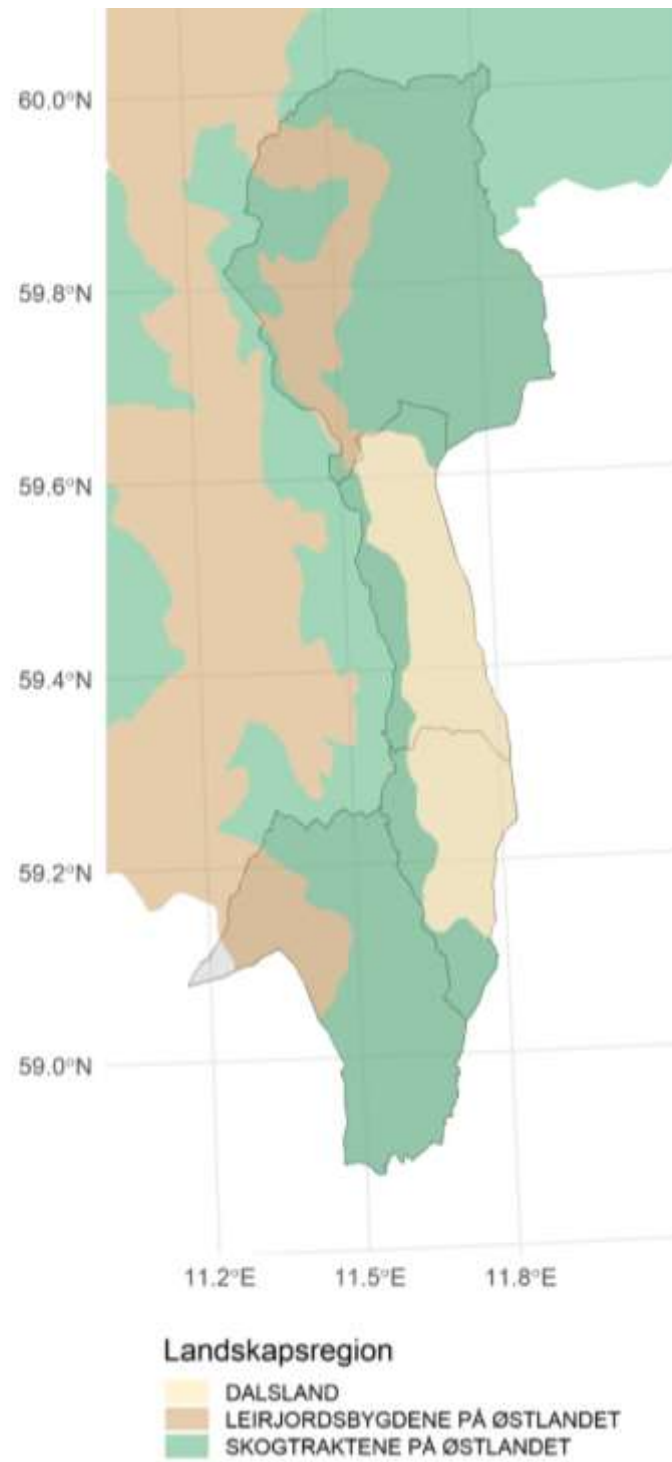 60.0°N
59.8°N
59.6°N
59.4°N
59.2°N
59.0°N
11.2°E 11.5°E 11.8°E
Landskapsregion
DALSLAND
LEIRJORDSBYGDENE PÅ ØSTLANDET
SKOGTRAKTENE PÅ ØSTLANDET